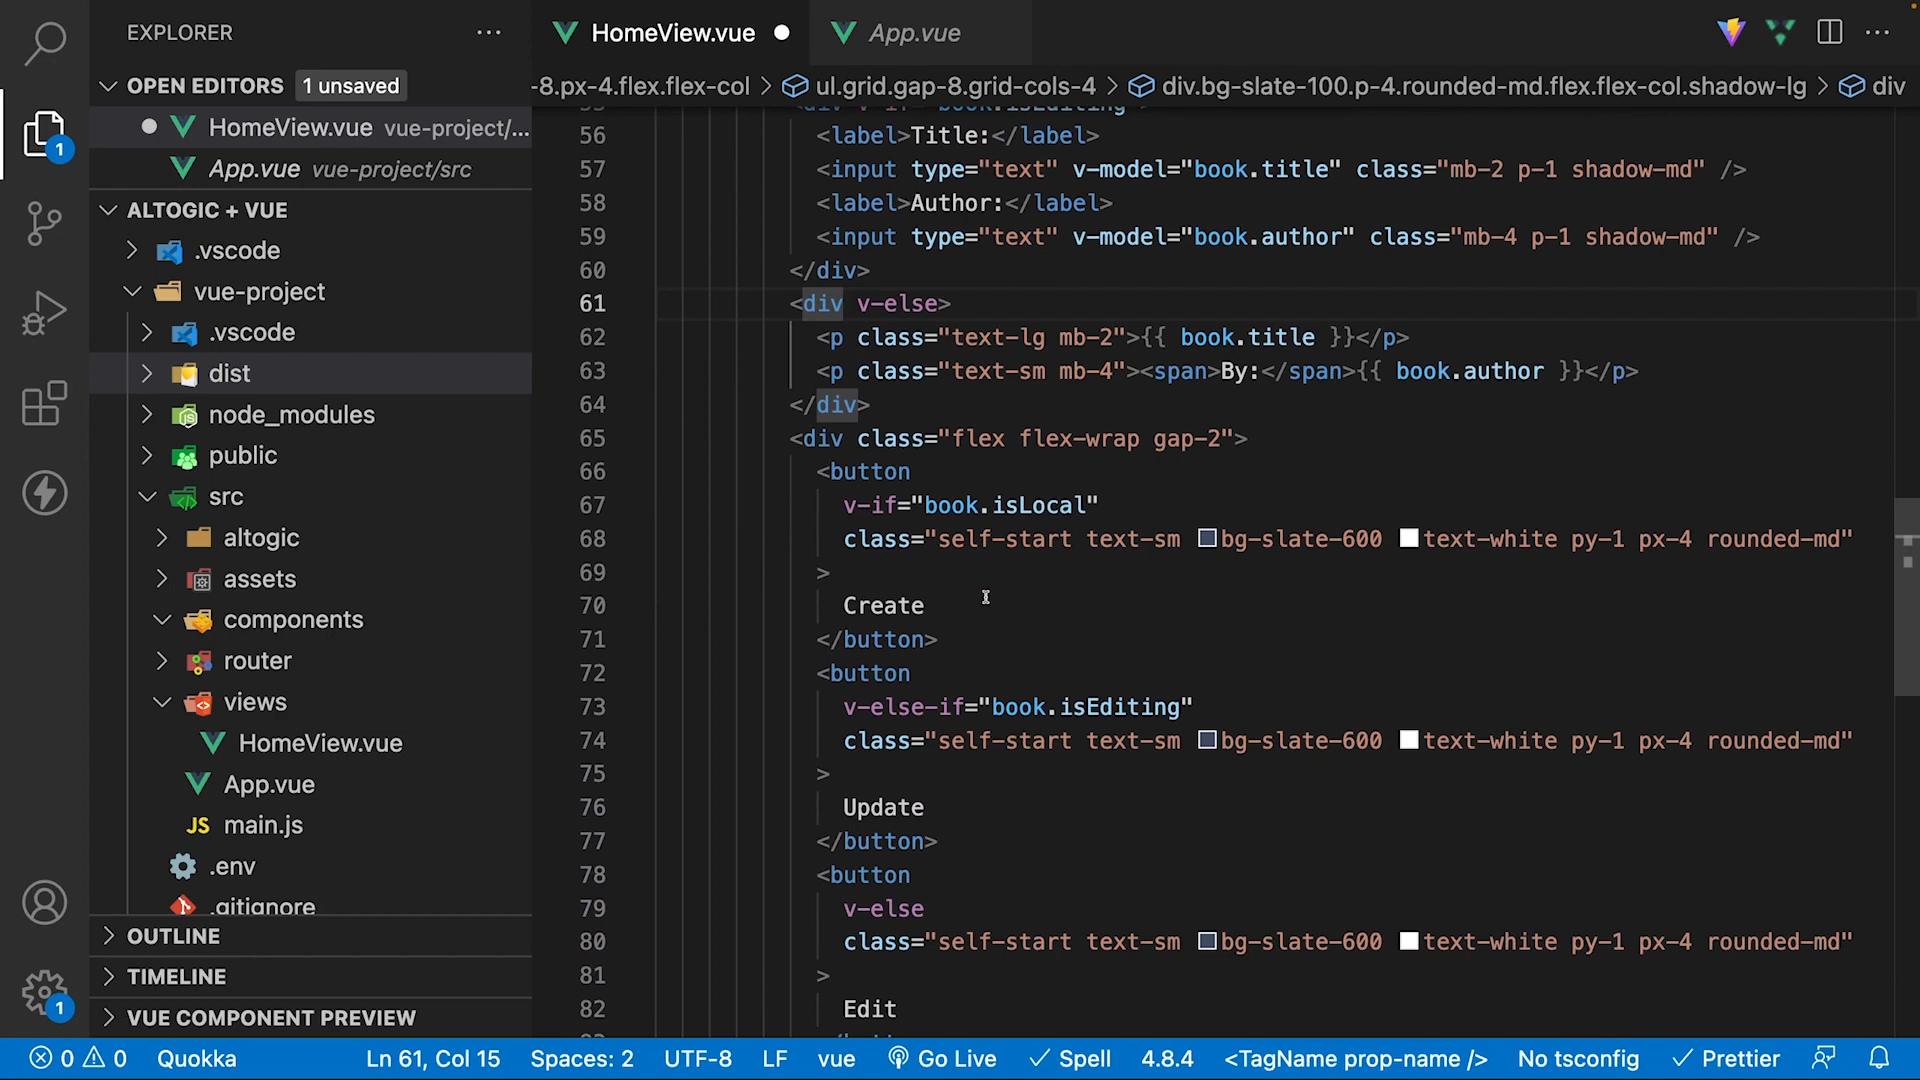 EXPLORER
OPEN EDITORS 1 unsaved
HomeView.vue vue-project/...
App.vue vue-project/src
ALTOGIC + VUE
.vscode
vue-project
.vscode
dist
node_modules
public
src
altogic
assets
components
router
views
HomeView.vue
App.vue
JS main.js
.env
.gitignore
OUTLINE
TIMELINE
VUE COMPONENT PREVIEW
1
1
HomeView.vue
App.vue
-8.px-4.flex.flex-col > ul.grid.gap-8.grid-cols-4 > div.bg-slate-100.p-4.rounded-md.flex.flex-col.shadow-lg > div
55 <div v-if="book.isEditing">
56 <label>Title:</label>
57 <input type="text" v-model="book.title" class="mb-2 p-1 shadow-md" />
58 <label>Author:</label>
59 <input type="text" v-model="book.author" class="mb-4 p-1 shadow-md" />
60 </div>
61 <div v-else>
62 <p class="text-lg mb-2">{{ book.title }}</p>
63 <p class="text-sm mb-4"><span>By:</span>{{ book.author }}</p>
64 </div>
65 <div class="flex flex-wrap gap-2">
66 <button
67 v-if="book.isLocal"
68 class="self-start text-sm bg-slate-600 text-white py-1 px-4 rounded-md"
69 >
70 Create
71 </button>
72 <button
73 v-else-if="book.isEditing"
74 class="self-start text-sm bg-slate-600 text-white py-1 px-4 rounded-md"
75 >
76 Update
77 </button>
78 <button
79 v-else
80 class="self-start text-sm bg-slate-600 text-white py-1 px-4 rounded-md"
81 >
82 Edit
0 0 Quokka Ln 61, Col 15 Spaces: 2 UTF-8 LF vue Go Live Spell 4.8.4 <TagName prop-name /> No tsconfig Prettier